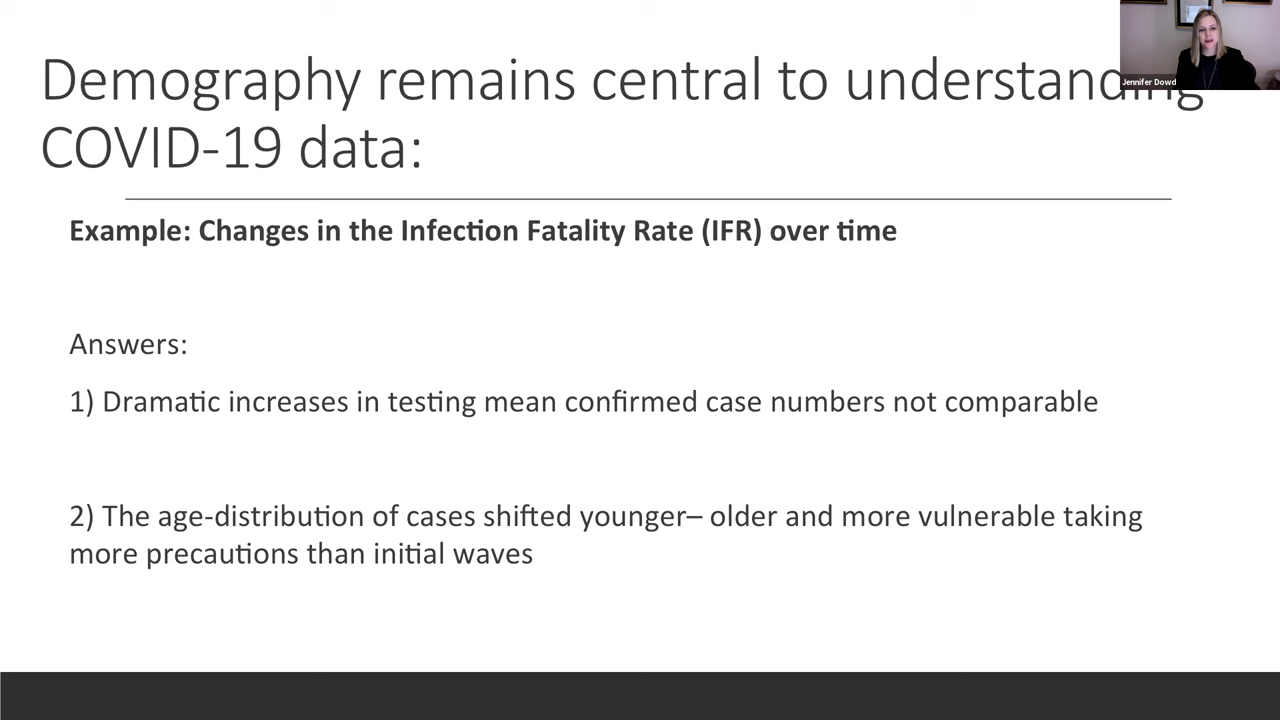 Demography remains central to understanding
COVID-19 data:
Jennifer Dowd
Example: Changes in the Infection Fatality Rate (IFR) over time
Answers:
1) Dramatic increases in testing mean confirmed case numbers not comparable
2) The age-distribution of cases shifted younger– older and more vulnerable taking
more precautions than initial waves